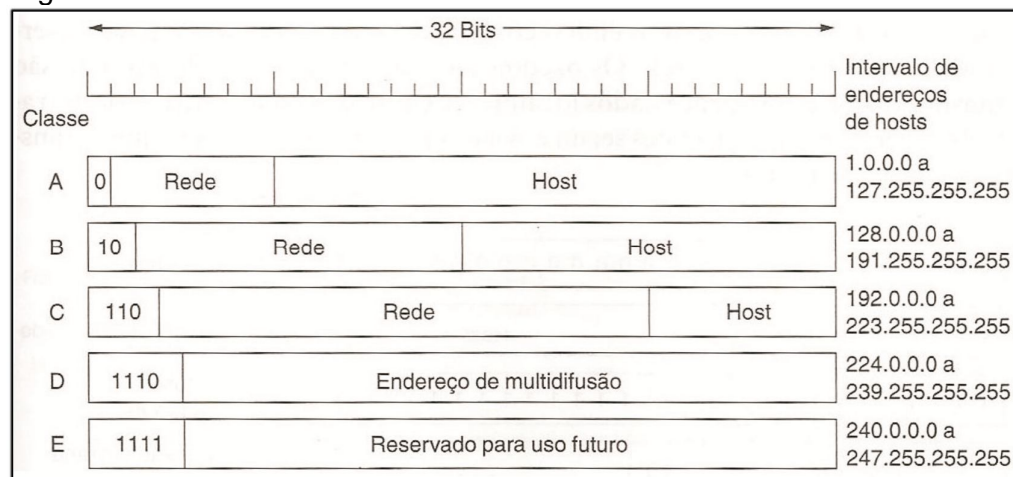 32 Bits
Intervalo de
endereços
de hosts
Classe
A 0 Rede Host 1.0.0.0 a
127.255.255.255
B 10 Rede Host 128.0.0.0 a
191.255.255.255
C 110 Rede Host 192.0.0.0 a
223.255.255.255
D 1110 Endereço de multidifusão 224.0.0.0 a
239.255.255.255
E 1111 Reservado para uso futuro 240.0.0.0 a
247.255.255.255